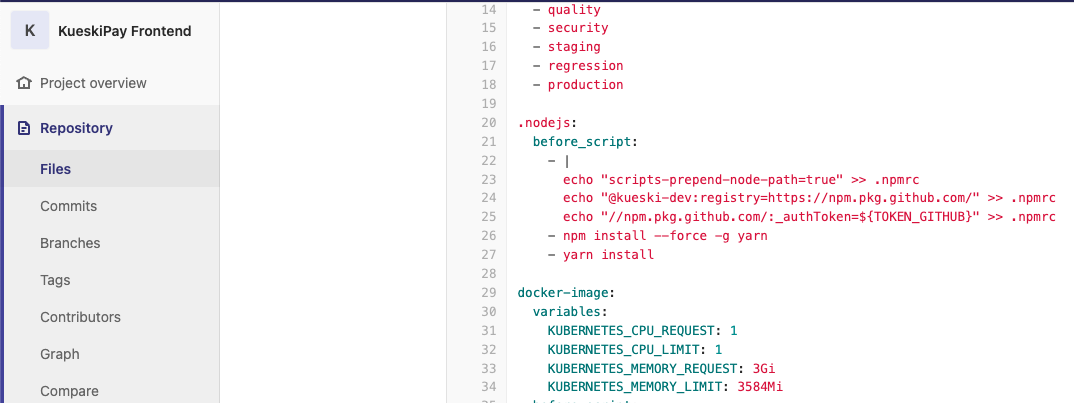 K KueskiPay Frontend
Project overview
Repository
Files
Commits
Branches
Tags
Contributors
Graph
Compare
14 - quality
15 - security
16 - staging
17 - regression
18 - production
19
20 .nodejs:
21 before_script:
22 - |
23 echo "scripts-prepend-node-path=true" >> .npmrc
24 echo "@kueski-dev:registry=https://npm.pkg.github.com/" >> .npmrc
25 echo "//npm.pkg.github.com/:_authToken=${TOKEN_GITHUB}" >> .npmrc
26 - npm install --force -g yarn
27 - yarn install
28
29 docker-image:
30 variables:
31 KUBERNETES_CPU_REQUEST: 1
32 KUBERNETES_CPU_LIMIT: 1
33 KUBERNETES_MEMORY_REQUEST: 3Gi
34 KUBERNETES_MEMORY_LIMIT: 3584Mi